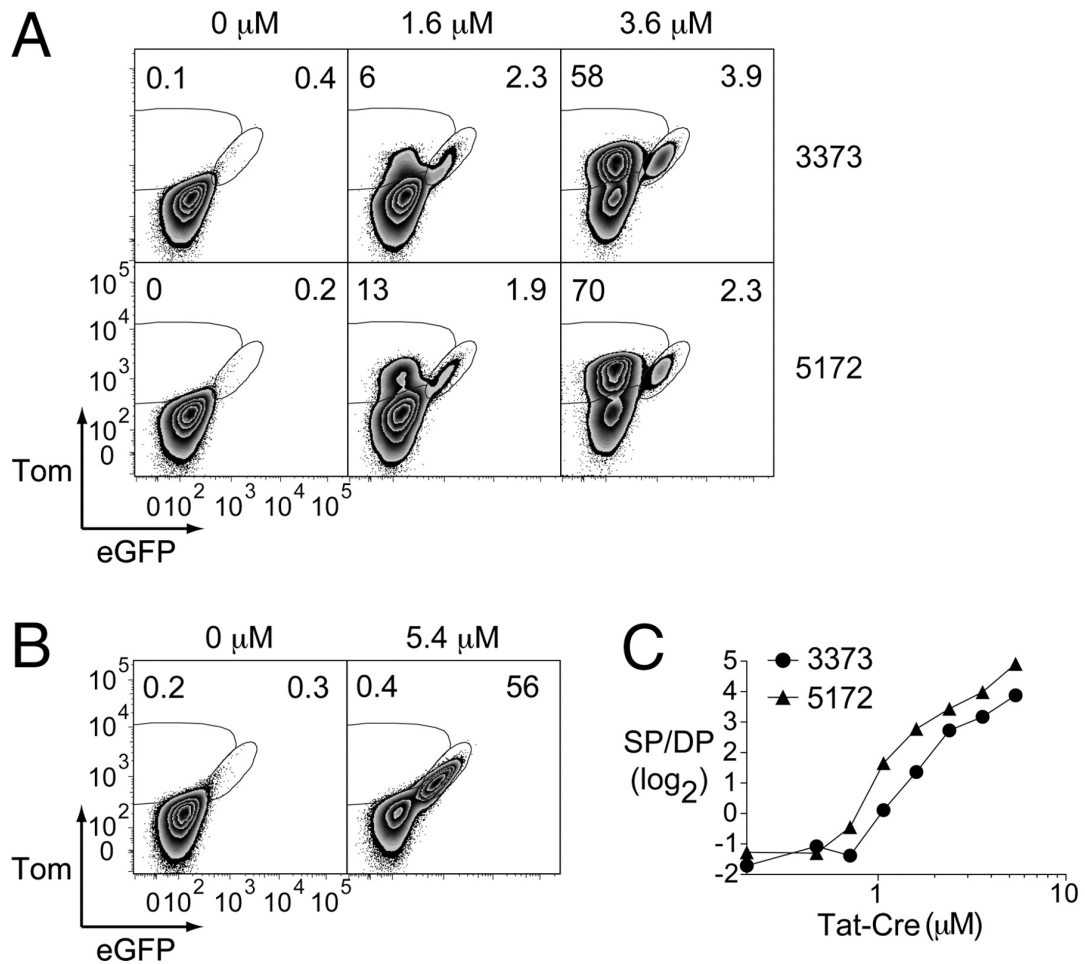 A
0 μM 1.6 μM 3.6 μM
0.1 0.4 6 2.3 58 3.9
3373
0 0.2 13 1.9 70 2.3
5172
10^5
10^4
10^3
10^2
0
Tom
0 10^2 10^3 10^4 10^5
eGFP
B
0 μM 5.4 μM
0.2 0.3 0.4 56
10^5
10^4
10^3
10^2
0
Tom
0 10^2 10^3 10^4 10^5
eGFP
C
3373
5172
SP/DP
(log2)
5
4
3
2
1
0
-1
-2
1 10
Tat-Cre (μM)